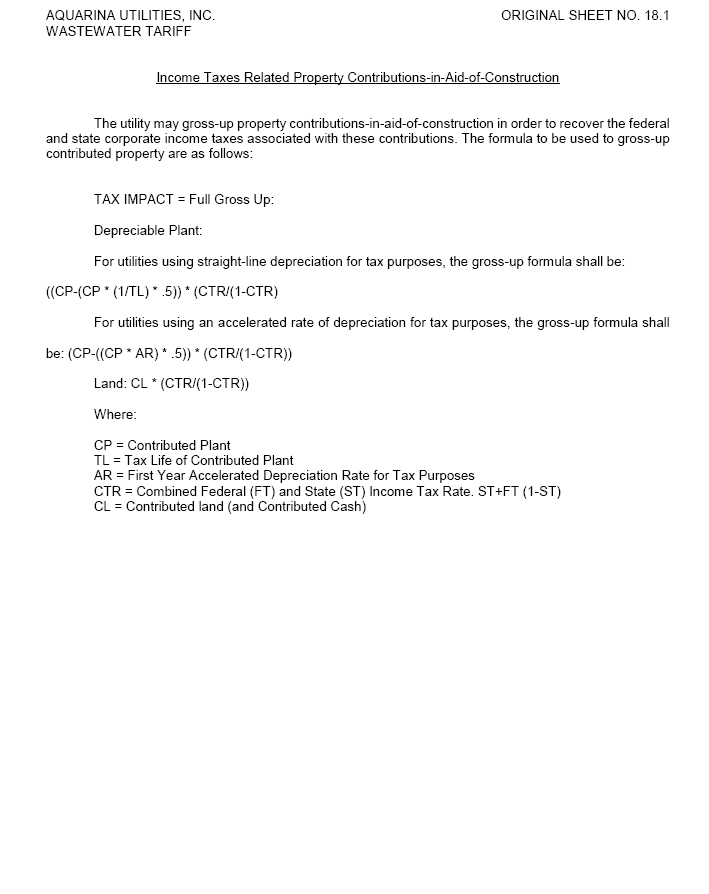 AQUARINA UTILITIES, INC. ORIGINAL SHEET NO. 18.1
WASTEWATER TARIFF
Income Taxes Related Property Contributions-in-Aid-of-Construction
The utility may gross-up property contributions-in-aid-of-construction in order to recover the federal
and state corporate income taxes associated with these contributions. The formula to be used to gross-up
contributed property are as follows:
TAX IMPACT = Full Gross Up:
Depreciable Plant:
For utilities using straight-line depreciation for tax purposes, the gross-up formula shall be:
((CP-(CP * (1/TL) * .5)) * (CTR/(1-CTR)
For utilities using an accelerated rate of depreciation for tax purposes, the gross-up formula shall
be: (CP-((CP * AR) * .5)) * (CTR/(1-CTR))
Land: CL * (CTR/(1-CTR))
Where:
CP = Contributed Plant
TL = Tax Life of Contributed Plant
AR = First Year Accelerated Depreciation Rate for Tax Purposes
CTR = Combined Federal (FT) and State (ST) Income Tax Rate. ST+FT (1-ST)
CL = Contributed land (and Contributed Cash)